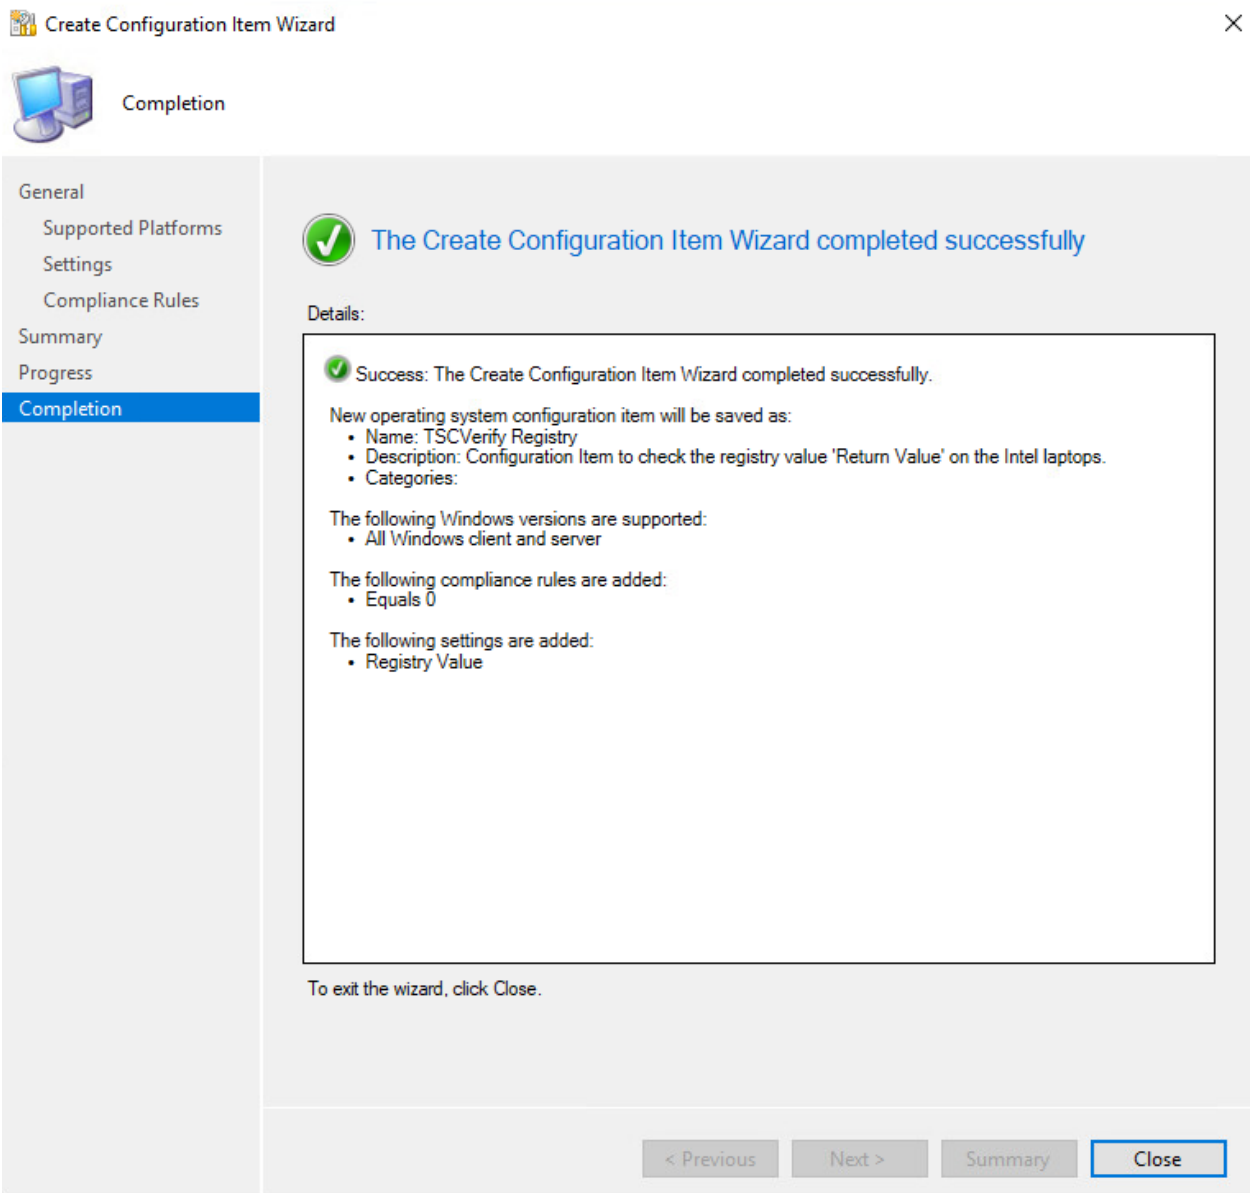 Create Configuration Item Wizard
Completion
General
Supported Platforms
Settings
Compliance Rules
Summary
Progress
Completion
The Create Configuration Item Wizard completed successfully
Details:
Success: The Create Configuration Item Wizard completed successfully.
New operating system configuration item will be saved as:
• Name: TSCVerify Registry
• Description: Configuration Item to check the registry value 'Return Value' on the Intel laptops.
• Categories:
The following Windows versions are supported:
• All Windows client and server
The following compliance rules are added:
• Equals 0
The following settings are added:
• Registry Value
To exit the wizard, click Close.
< Previous
Next >
Summary
Close